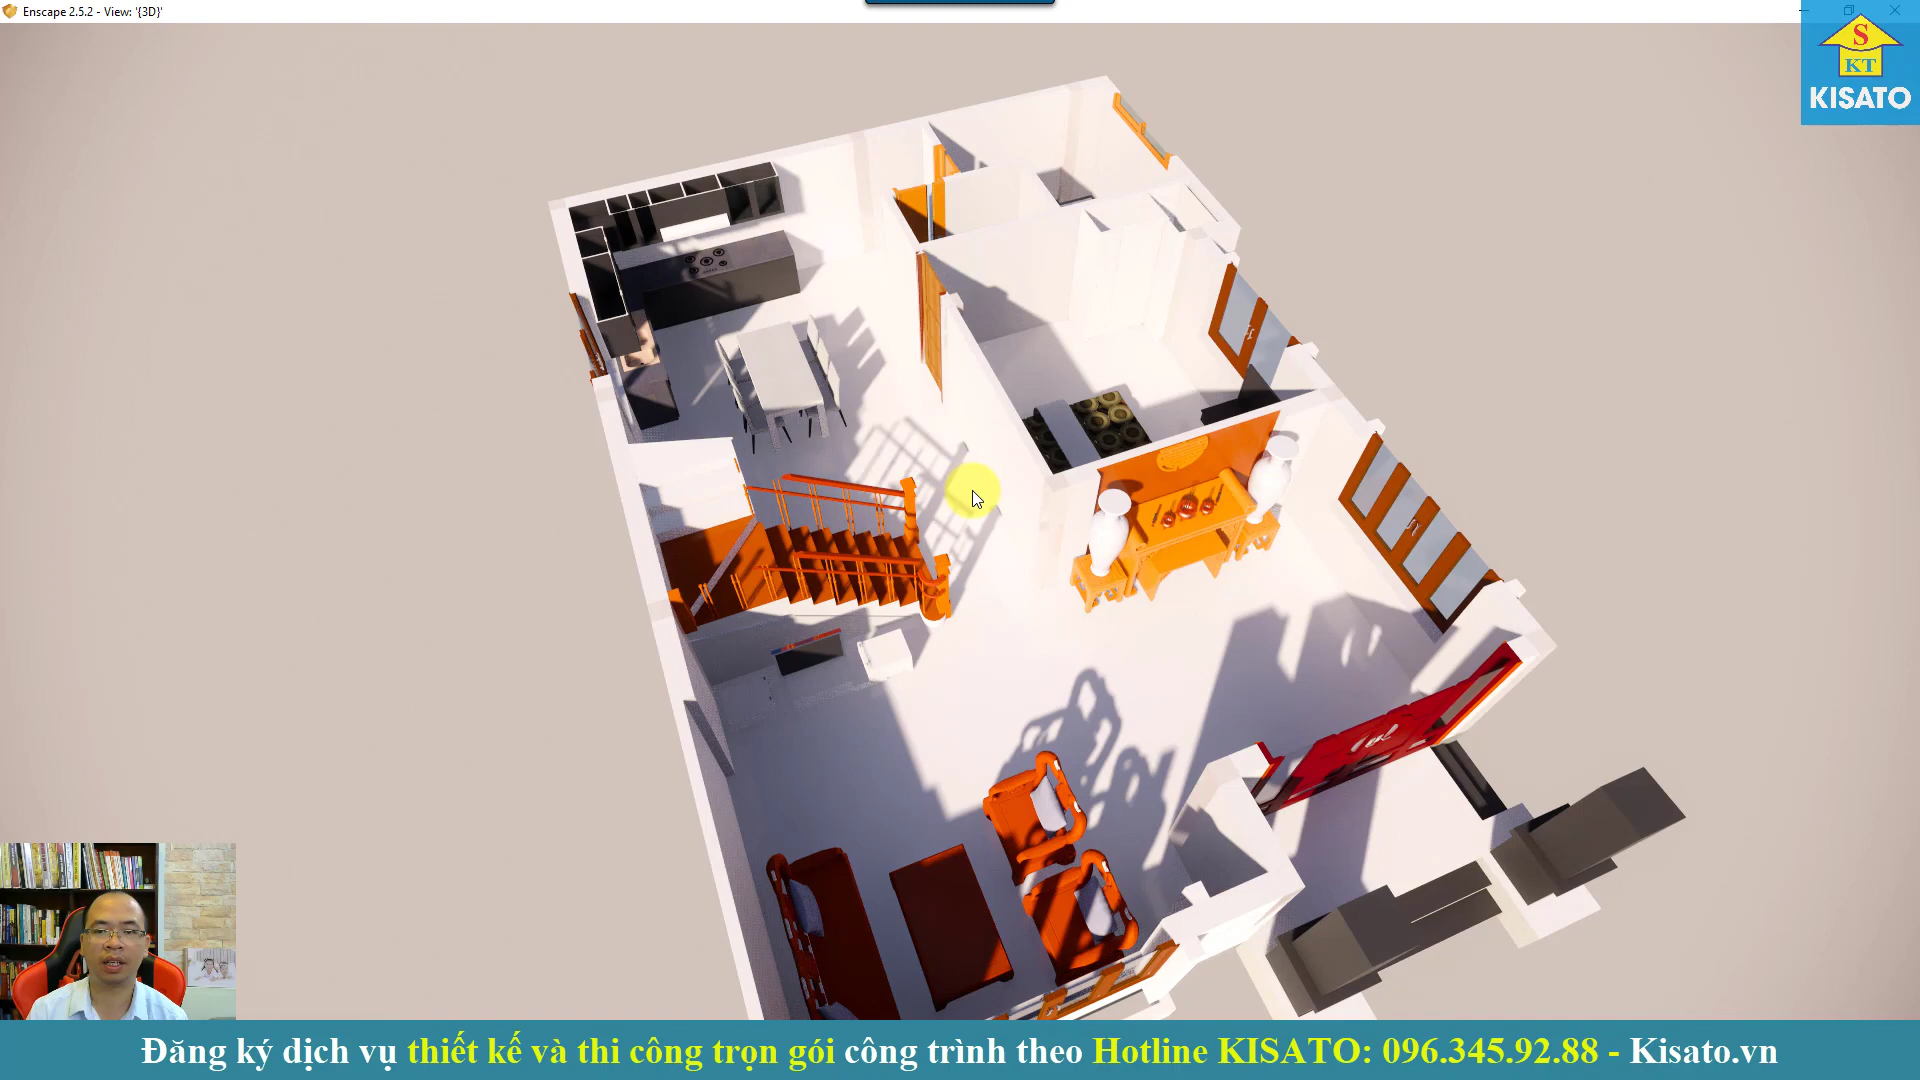 Enscape 2.5.2 - View: '{3D}'
S
KT
KISATO
Đăng ký dịch vụ thiết kế và thi công trọn gói công trình theo Hotline KISATO: 096.345.92.88 - Kisato.vn